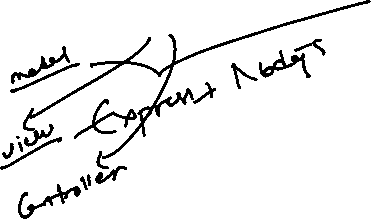 model
view
Express + Nodejs
Controller